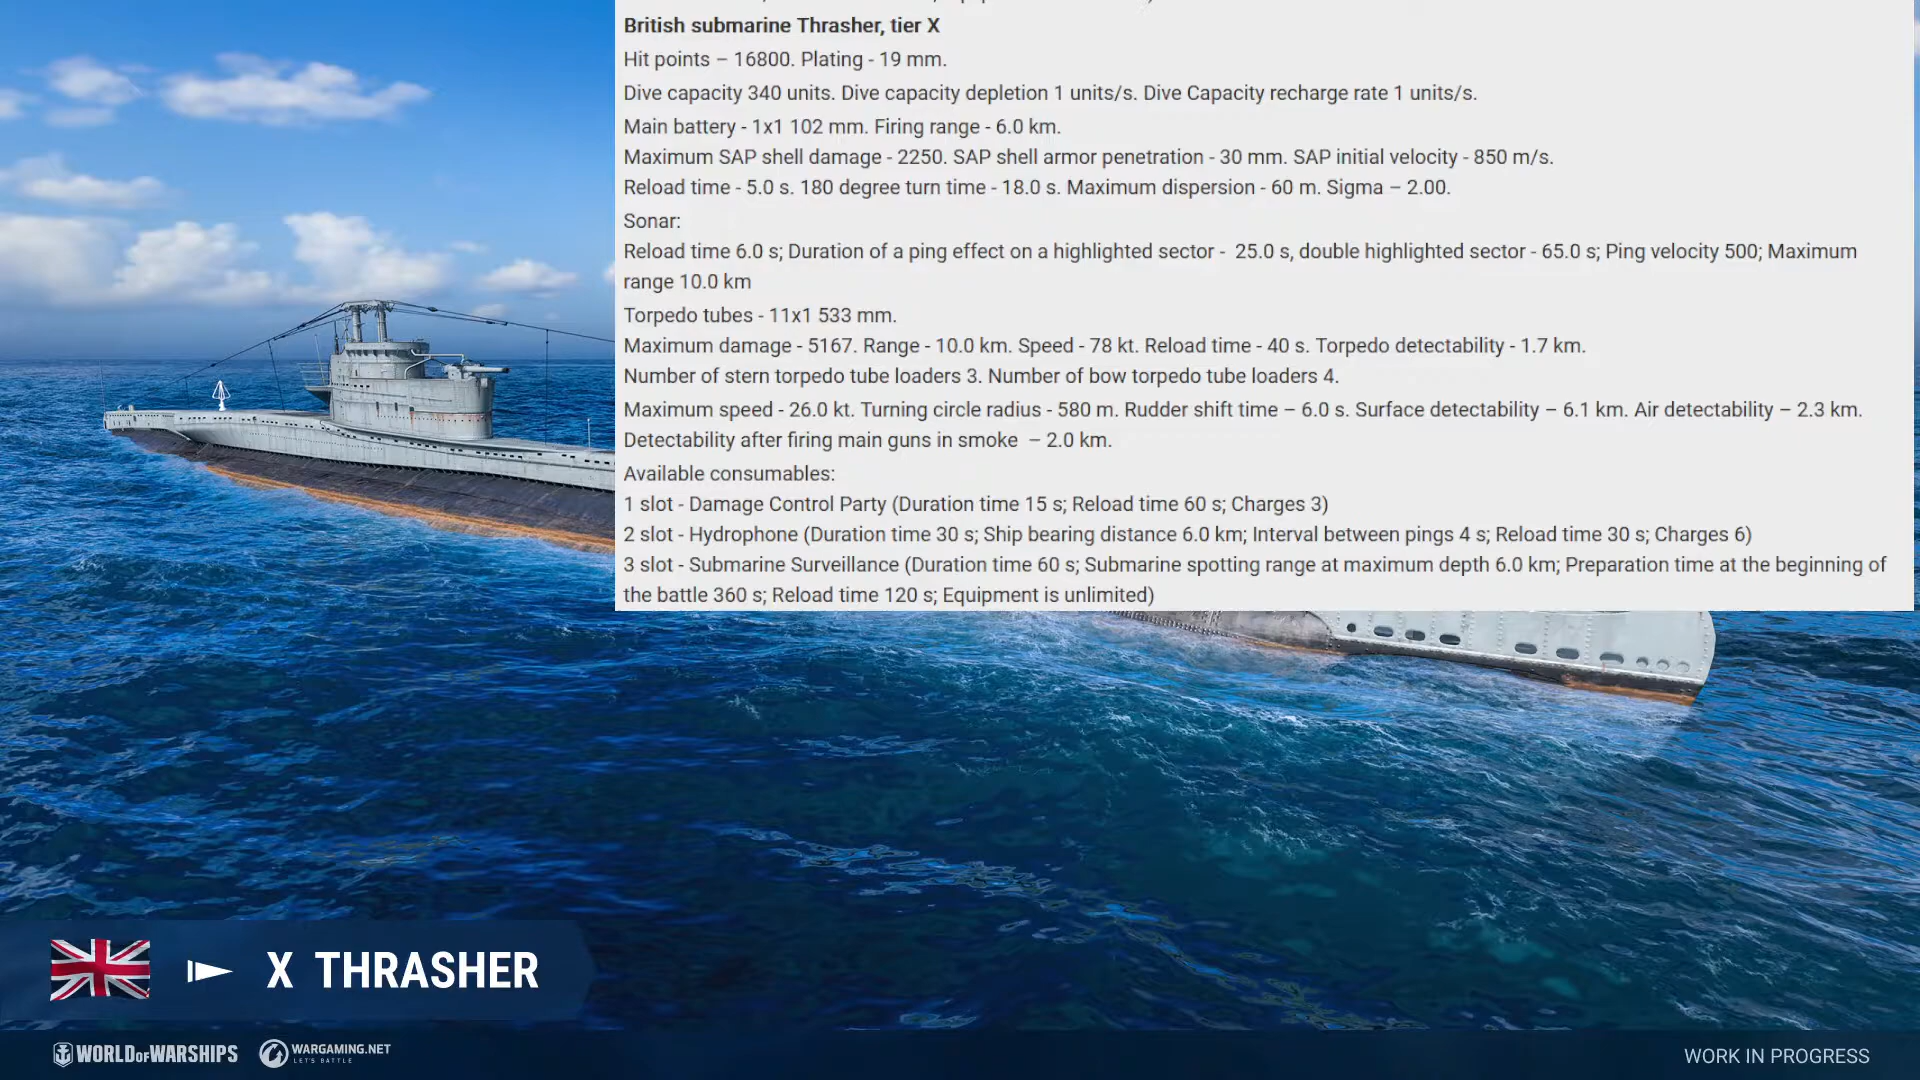 British submarine Thrasher, tier X
Hit points – 16800. Plating - 19 mm.
Dive capacity 340 units. Dive capacity depletion 1 units/s. Dive Capacity recharge rate 1 units/s.
Main battery - 1x1 102 mm. Firing range - 6.0 km.
Maximum SAP shell damage - 2250. SAP shell armor penetration - 30 mm. SAP initial velocity - 850 m/s.
Reload time - 5.0 s. 180 degree turn time - 18.0 s. Maximum dispersion - 60 m. Sigma – 2.00.
Sonar:
Reload time 6.0 s; Duration of a ping effect on a highlighted sector -  25.0 s, double highlighted sector - 65.0 s; Ping velocity 500; Maximum
range 10.0 km
Torpedo tubes - 11x1 533 mm.
Maximum damage - 5167. Range - 10.0 km. Speed - 78 kt. Reload time - 40 s. Torpedo detectability - 1.7 km.
Number of stern torpedo tube loaders 3. Number of bow torpedo tube loaders 4.
Maximum speed - 26.0 kt. Turning circle radius - 580 m. Rudder shift time – 6.0 s. Surface detectability – 6.1 km. Air detectability – 2.3 km.
Detectability after firing main guns in smoke  – 2.0 km.
Available consumables:
1 slot - Damage Control Party (Duration time 15 s; Reload time 60 s; Charges 3)
2 slot - Hydrophone (Duration time 30 s; Ship bearing distance 6.0 km; Interval between pings 4 s; Reload time 30 s; Charges 6)
3 slot - Submarine Surveillance (Duration time 60 s; Submarine spotting range at maximum depth 6.0 km; Preparation time at the beginning of
the battle 360 s; Reload time 120 s; Equipment is unlimited)
X THRASHER
WORLD OF WARSHIPS
WARGAMING.NET
LET'S BATTLE
WORK IN PROGRESS